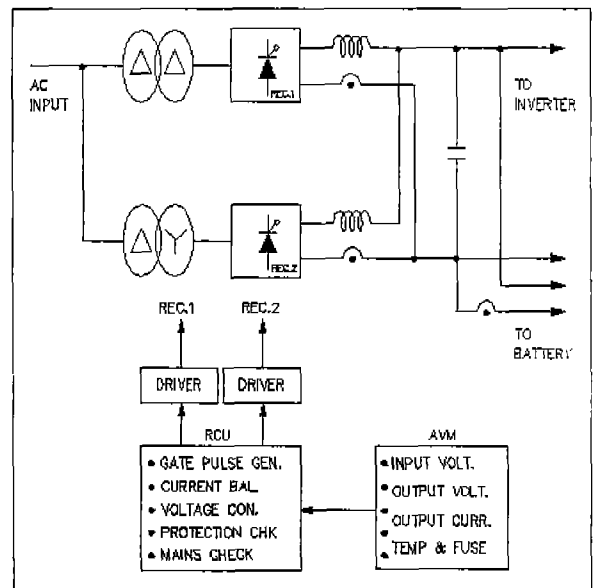 AC
INPUT
REC.1
TO
INVERTER
REC.2
REC.1
REC.2
TO
BATTERY
DRIVER
DRIVER
RCU
AVM
• GATE PULSE GEN.
• CURRENT BAL.
• VOLTAGE CON.
• PROTECTION CHK
• MAINS CHECK
• INPUT VOLT.
• OUTPUT VOLT.
• OUTPUT CURR.
• TEMP & FUSE